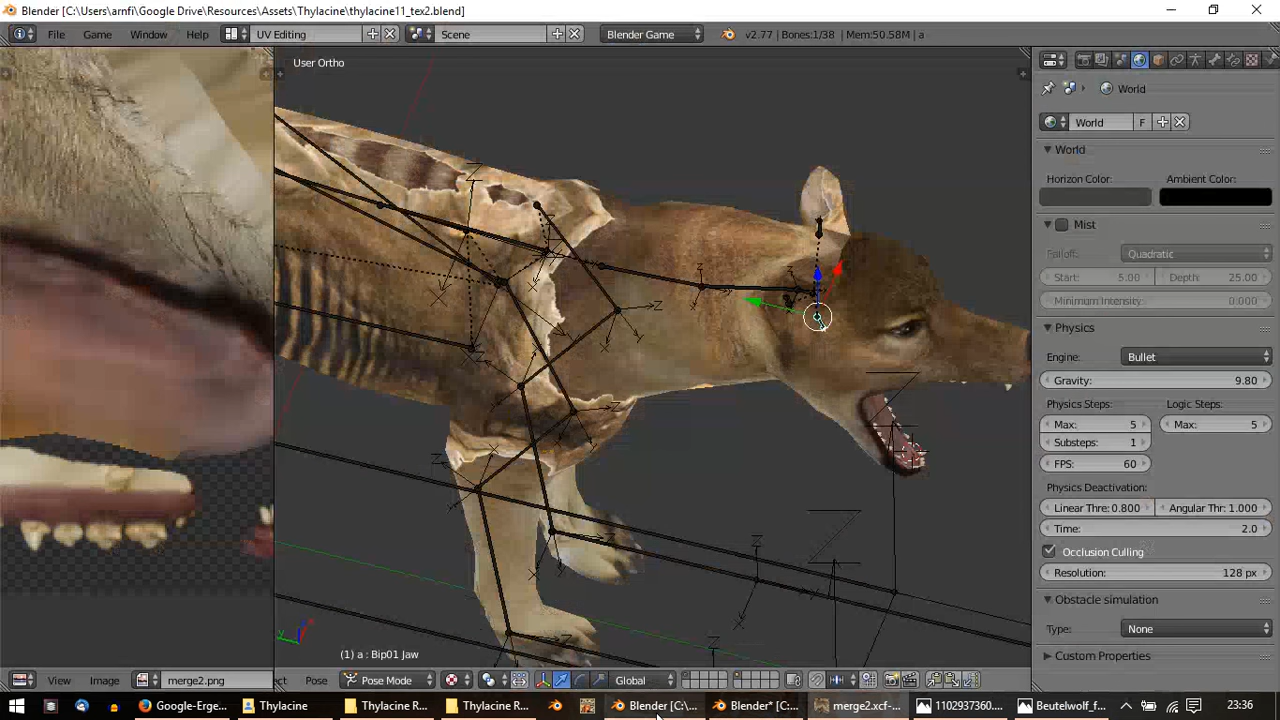 Blender [C:\Users\arnfi\Google Drive\Resources\Assets\Thylacine\thylacine11_tex2.blend]
File Game Window Help UV Editing Scene Blender Game v2.77 | Bones:1/38 | Mem:50.58M | a
User Ortho
World
World F
World
Horizon Color: Ambient Color:
Mist
Falloff: Quadratic
Start: 5.00 Depth: 25.00
Minimum Intensity: 0.000
Physics
Engine: Bullet
Gravity: 9.80
Physics Steps: Logic Steps:
Max: 5 Max: 5
Substeps: 1
FPS: 60
Physics Deactivation:
Linear Thre: 0.800 Angular Thr: 1.000
Time: 2.0
Occlusion Culling
Resolution: 128 px
Obstacle simulation
Type: None
Custom Properties
(1) a : Bip01 Jaw
View Image merge2.png Pose Pose Mode Global
Google-Erge... Thylacine Thylacine R... Thylacine R... Blender [C:\... Blender* [C:... merge2.xcf-... 1102937360... Beutelwolf_f... 23:36